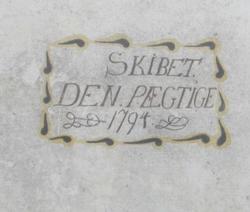 SKIBET.
DEN. PÆGTIGE
1794